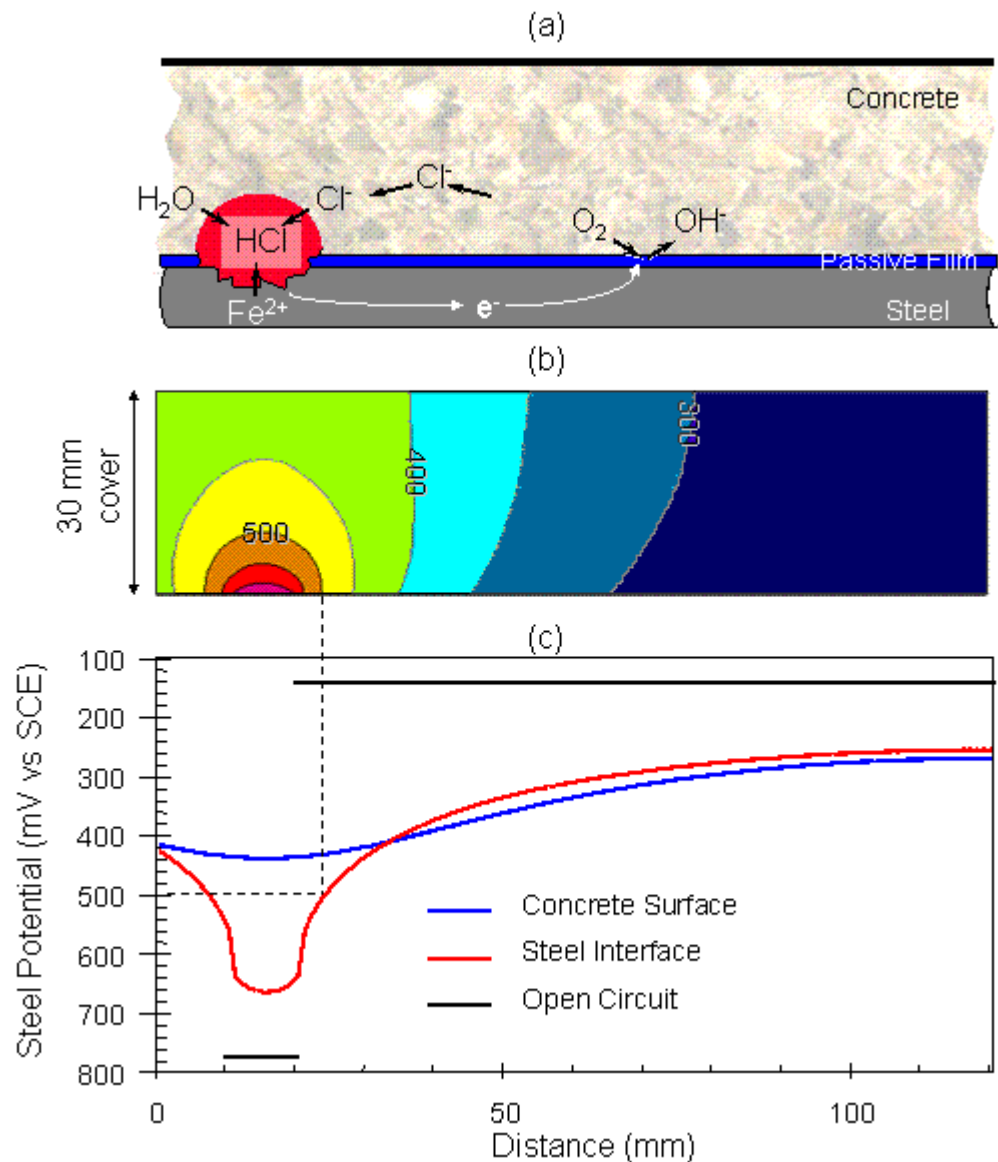 (a)
Concrete
Cl⁻
H₂O
Cl⁻
HCl
O₂
OH⁻
Passive Film
Fe²⁺
e⁻
Steel
(b)
30 mm
cover
300
400
500
(c)
Steel Potential (mV vs SCE)
100
200
300
400
500
600
700
800
Concrete Surface
Steel Interface
Open Circuit
0
50
100
Distance (mm)